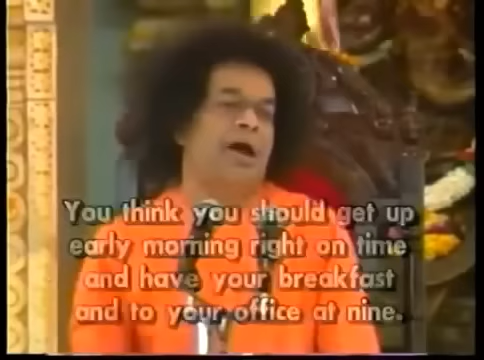 You think you should get up
early morning right on time
and have your breakfast
and to your office at nine.